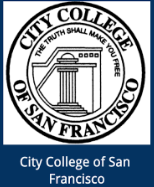 CITY COLLEGE
THE TRUTH SHALL MAKE YOU FREE
OF SAN FRANCISCO
City College of San
Francisco